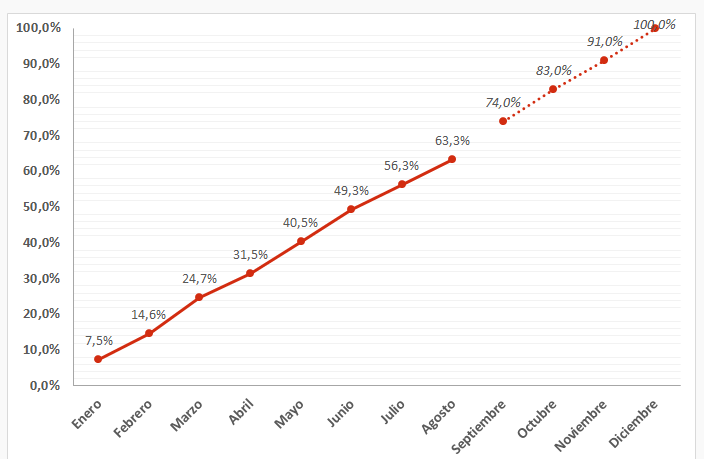 100,0%
90,0%
80,0%
70,0%
60,0%
50,0%
40,0%
30,0%
20,0%
10,0%
0,0%
7,5%
14,6%
24,7%
31,5%
40,5%
49,3%
56,3%
63,3%
74,0%
83,0%
91,0%
100,0%
Enero
Febrero
Marzo
Abril
Mayo
Junio
Julio
Agosto
Septiembre
Octubre
Noviembre
Diciembre